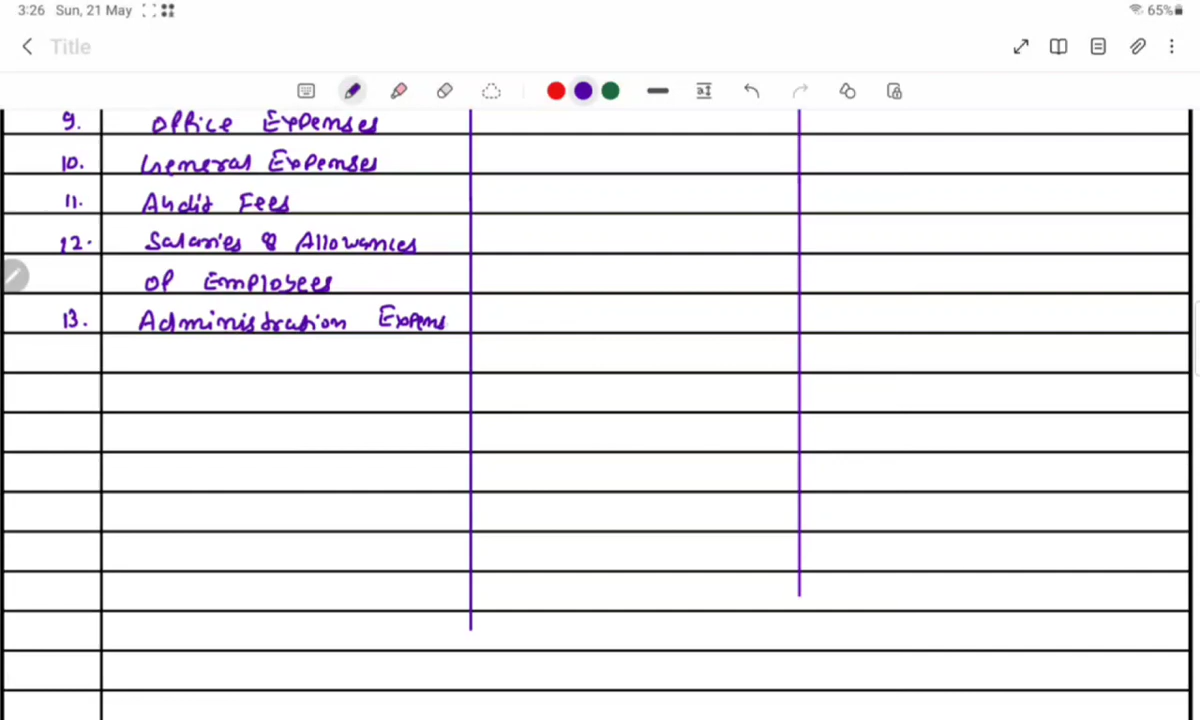 3:26 Sun, 21 May 65%
Title
9. Office Expenses
10. General Expenses
11. Audit Fees
12. Salaries & Allowances
of Employees
13. Administration Expens